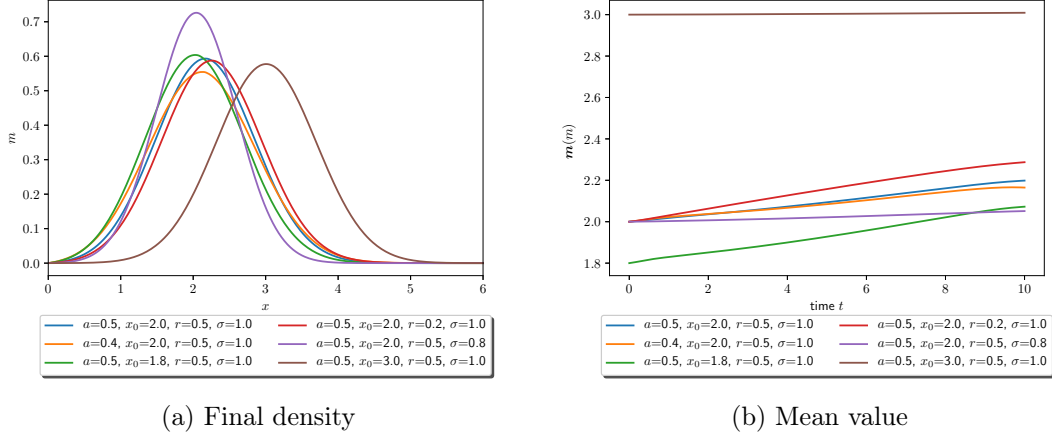 0.7
0.6
0.5
0.4
0.3
0.2
0.1
0.0
m
0 1 2 3 4 5 6
x
a=0.5, x₀=2.0, r=0.5, σ=1.0
a=0.4, x₀=2.0, r=0.5, σ=1.0
a=0.5, x₀=1.8, r=0.5, σ=1.0
a=0.5, x₀=2.0, r=0.2, σ=1.0
a=0.5, x₀=2.0, r=0.5, σ=0.8
a=0.5, x₀=3.0, r=0.5, σ=1.0
(a) Final density
3.0
2.8
2.6
2.4
2.2
2.0
1.8
m(m)
0 2 4 6 8 10
time t
a=0.5, x₀=2.0, r=0.5, σ=1.0
a=0.4, x₀=2.0, r=0.5, σ=1.0
a=0.5, x₀=1.8, r=0.5, σ=1.0
a=0.5, x₀=2.0, r=0.2, σ=1.0
a=0.5, x₀=2.0, r=0.5, σ=0.8
a=0.5, x₀=3.0, r=0.5, σ=1.0
(b) Mean value